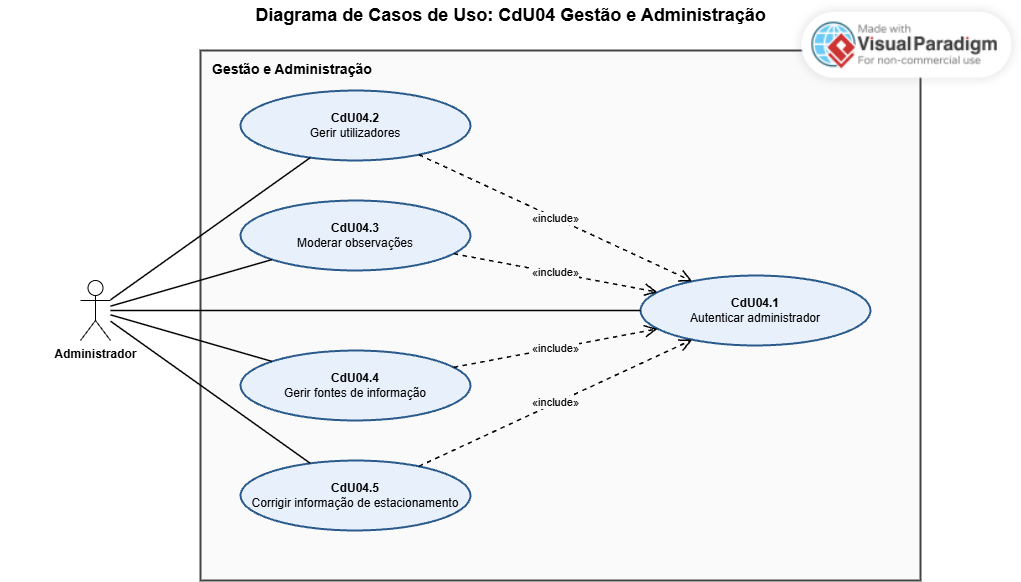 Diagrama de Casos de Uso: CdU04 Gestão e Administração
Made with
VisualParadigm
For non-commercial use
Gestão e Administração
CdU04.2
Gerir utilizadores
«include»
CdU04.3
Moderar observações
«include»
CdU04.1
Autenticar administrador
Administrador
«include»
CdU04.4
Gerir fontes de informação
«include»
CdU04.5
Corrigir informação de estacionamento